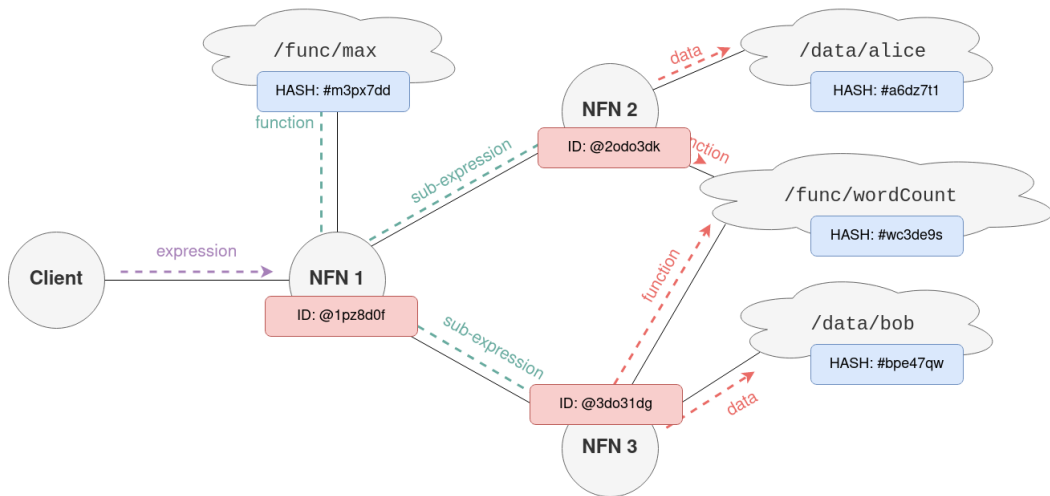 /func/max
HASH: #m3px7dd
function
/data/alice
HASH: #a6dz7t1
data
NFN 2
ID: @2odo3dk
sub-expression
/func/wordCount
HASH: #wc3de9s
Client
expression
NFN 1
ID: @1pz8d0f
function
sub-expression
/data/bob
HASH: #bpe47qw
ID: @3do31dg
data
NFN 3